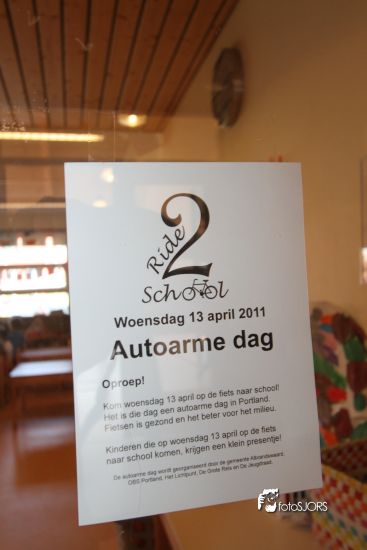 Ride
2
School
Woensdag 13 april 2011
Autoarme dag
Oproep!
Kom woensdag 13 april op de fiets naar school!
Het is die dag een autoarme dag in Portland.
Fietsen is gezond en het beter voor het milieu.
Kinderen die op woensdag 13 april op de fiets
naar school komen, krijgen een klein presentje!
De autoarme dag wordt georganiseerd door de gemeente Albrandswaard,
OBS Portland, Het Lichtpunt, De Grote Reis en De Jeugdraad.
fotoSJORS